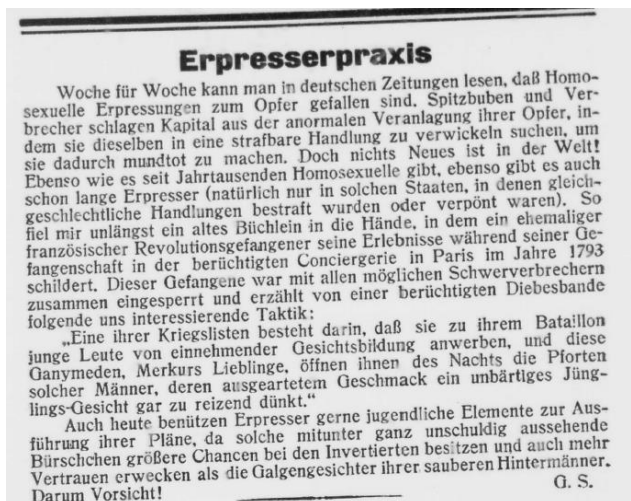 Erpresserpraxis
Woche für Woche kann man in deutschen Zeitungen lesen, daß Homo-
sexuelle Erpressungen zum Opfer gefallen sind. Spitzbuben und Ver-
brecher schlagen Kapital aus der anormalen Veranlagung ihrer Opfer, in-
dem sie dieselben in eine strafbare Handlung zu verwickeln suchen, um
sie dadurch mundtot zu machen. Doch nichts Neues ist in der Welt!
Ebenso wie es seit Jahrtausenden Homosexuelle gibt, ebenso gibt es auch
schon lange Erpresser (natürlich nur in solchen Staaten, in denen gleich-
geschlechtliche Handlungen bestraft wurden oder verpönt waren). So
fiel mir unlängst ein altes Büchlein in die Hände, in dem ein ehemaliger
französischer Revolutionsgefangener seine Erlebnisse während seiner Ge-
fangenschaft in der berüchtigten Conciergerie in Paris im Jahre 1793
schildert. Dieser Gefangene war mit allen möglichen Schwerverbrechern
zusammen eingesperrt und erzählt von einer berüchtigten Diebesbande
folgende uns interessierende Taktik:
„Eine ihrer Kriegslisten besteht darin, daß sie zu ihrem Bataillon
junge Leute von einnehmender Gesichtsbildung anwerben, und diese
Ganymeden, Merkurs Lieblinge, öffnen ihnen des Nachts die Pforten
solcher Männer, deren ausgeartetem Geschmack ein unbärtiges Jüng-
lings-Gesicht gar zu reizend dünkt.“
Auch heute benützen Erpresser gerne jugendliche Elemente zur Aus-
führung ihrer Pläne, da solche mitunter ganz unschuldig aussehende
Bürschchen größere Chancen bei den Invertierten besitzen und auch mehr
Vertrauen erwecken als die Galgengesichter ihrer sauberen Hintermänner.
Darum Vorsicht! G. S.